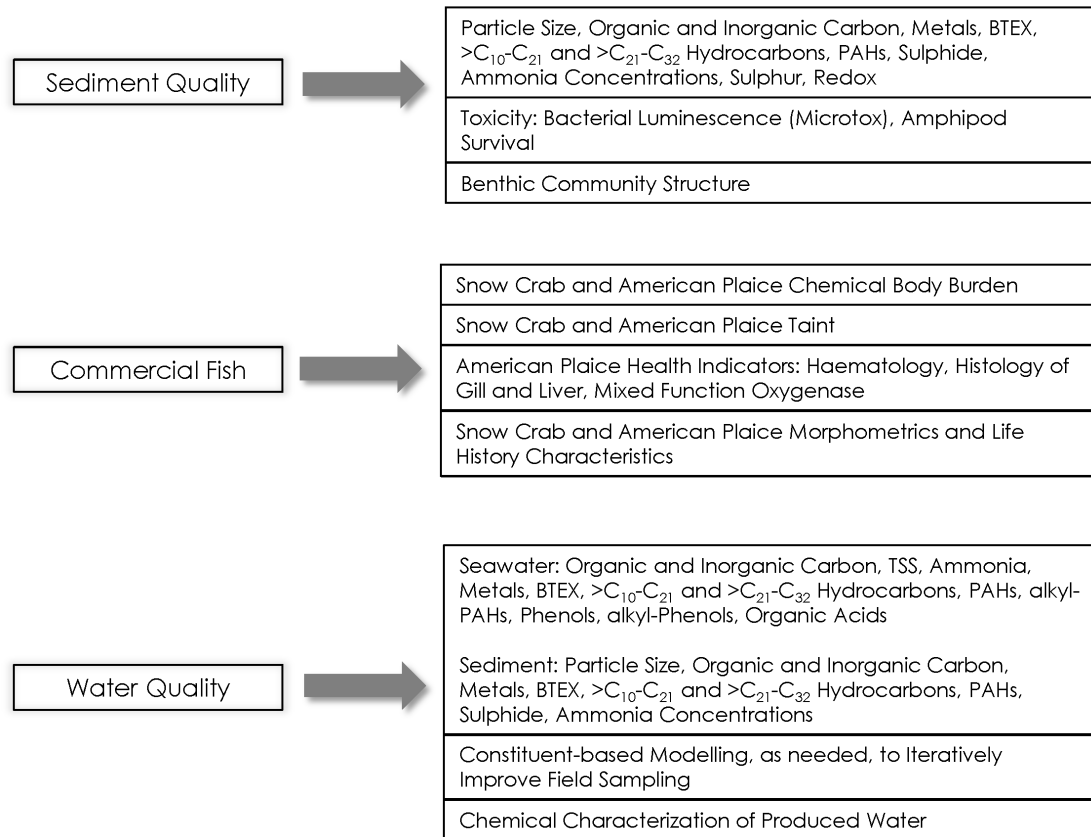 Sediment Quality
Particle Size, Organic and Inorganic Carbon, Metals, BTEX,
>C₁₀-C₂₁ and >C₂₁-C₃₂ Hydrocarbons, PAHs, Sulphide,
Ammonia Concentrations, Sulphur, Redox
Toxicity: Bacterial Luminescence (Microtox), Amphipod
Survival
Benthic Community Structure
Commercial Fish
Snow Crab and American Plaice Chemical Body Burden
Snow Crab and American Plaice Taint
American Plaice Health Indicators: Haematology, Histology of
Gill and Liver, Mixed Function Oxygenase
Snow Crab and American Plaice Morphometrics and Life
History Characteristics
Water Quality
Seawater: Organic and Inorganic Carbon, TSS, Ammonia,
Metals, BTEX, >C₁₀-C₂₁ and >C₂₁-C₃₂ Hydrocarbons, PAHs, alkyl-
PAHs, Phenols, alkyl-Phenols, Organic Acids
Sediment: Particle Size, Organic and Inorganic Carbon,
Metals, BTEX, >C₁₀-C₂₁ and >C₂₁-C₃₂ Hydrocarbons, PAHs,
Sulphide, Ammonia Concentrations
Constituent-based Modelling, as needed, to Iteratively
Improve Field Sampling
Chemical Characterization of Produced Water